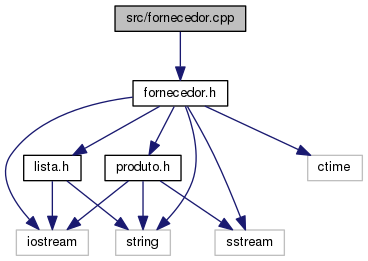 src/fornecedor.cpp
fornecedor.h
lista.h
produto.h
ctime
iostream
string
sstream